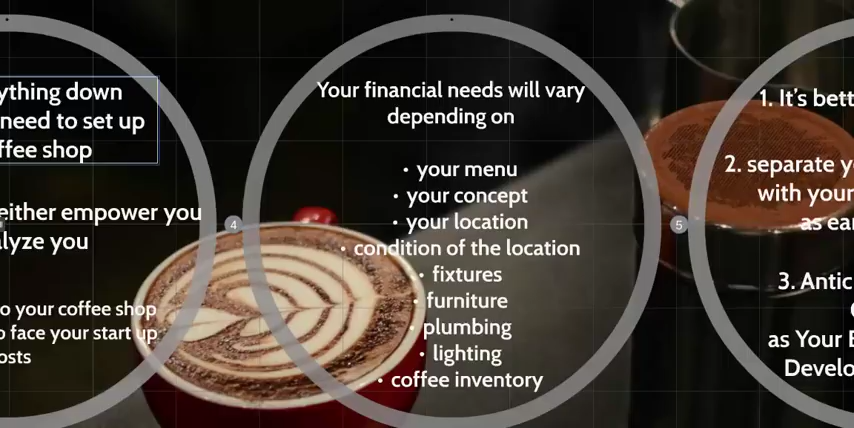 ything down
need to set up
ffee shop
either empower you
alyze you
o your coffee shop
o face your start up
osts
4
Your financial needs will vary
depending on
• your menu
• your concept
• your location
• condition of the location
• fixtures
• furniture
• plumbing
• lighting
• coffee inventory
5
1. It's bett
2. separate y
with your
as ear
3. Antic
as Your B
Develo